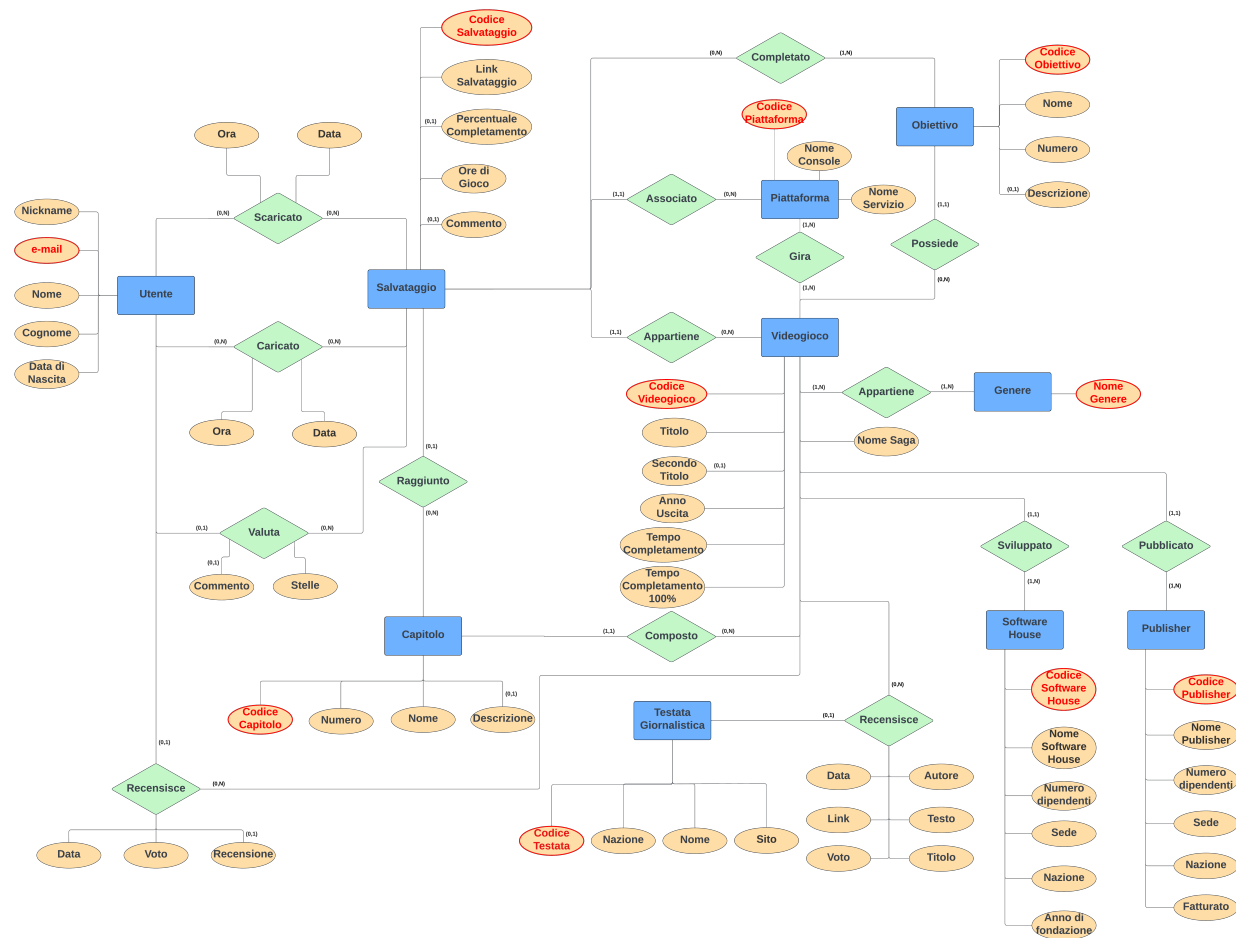 Codice
Salvataggio
Link
Salvataggio
(0,1)
Percentuale
Completamento
Ore di
Gioco
(0,1)
Commento
Ora
Data
(0,N)
Scaricato
(0,N)
Nickname
e-mail
Nome
Cognome
Data di
Nascita
Utente
Salvataggio
(0,N)
Caricato
(0,N)
Ora
Data
(0,1)
Valuta
(0,N)
(0,1)
Commento
Stelle
(0,1)
Raggiunto
(0,N)
(0,N)
Completato
(1,N)
Codice
Obiettivo
Nome
Numero
(0,1)
Descrizione
Obiettivo
Codice
Piattaforma
Nome
Console
Nome
Servizio
Piattaforma
(1,1)
Associato
(0,N)
(1,N)
Gira
(1,N)
(1,1)
Possiede
(0,N)
(1,1)
Appartiene
(0,N)
Videogioco
(1,N)
Appartiene
(1,N)
Genere
Nome
Genere
Codice
Videogioco
Titolo
Secondo
Titolo
(0,1)
Anno
Uscita
Tempo
Completamento
Tempo
Completamento
100%
Nome Saga
(1,1)
Sviluppato
(1,N)
(1,1)
Pubblicato
(1,N)
Capitolo
(1,1)
Composto
(0,N)
Codice
Capitolo
Numero
Nome
(0,1)
Descrizione
(0,1)
Recensisce
(0,N)
Data
Voto
(0,1)
Recensione
Testata
Giornalistica
(0,1)
Recensisce
(0,N)
Codice
Testata
Nazione
Nome
Sito
Data
Autore
Link
Testo
Voto
Titolo
Software
House
Codice
Software
House
Nome
Software
House
Numero
dipendenti
Sede
Nazione
Anno di
fondazione
Publisher
Codice
Publisher
Nome
Publisher
Numero
dipendenti
Sede
Nazione
Fatturato